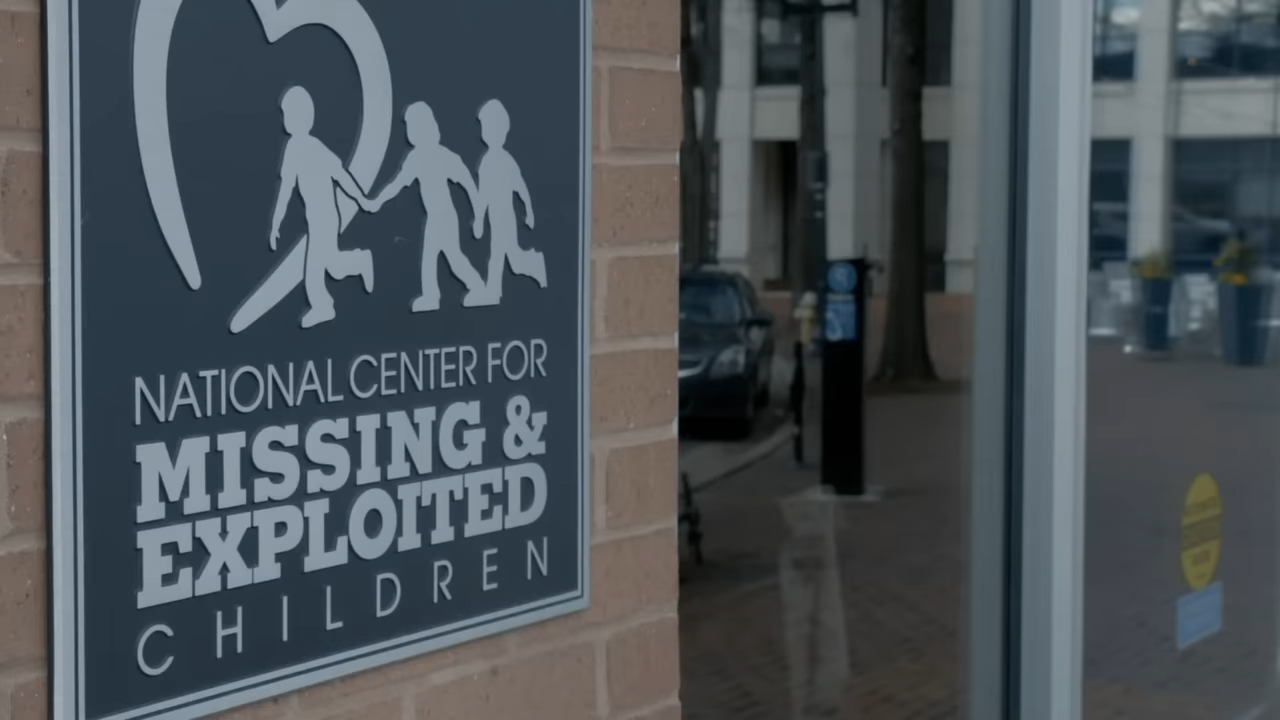 NATIONAL CENTER FOR
MISSING &
EXPLOITED
CHILDREN